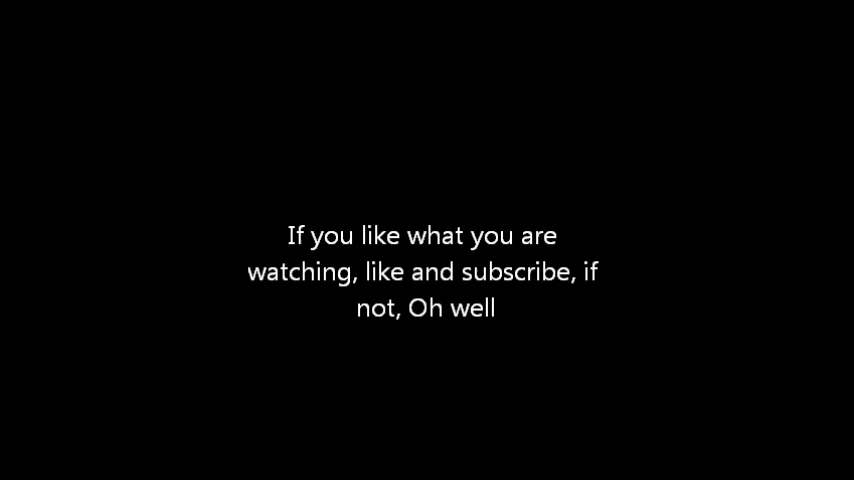 If you like what you are
watching, like and subscribe, if
not, Oh well